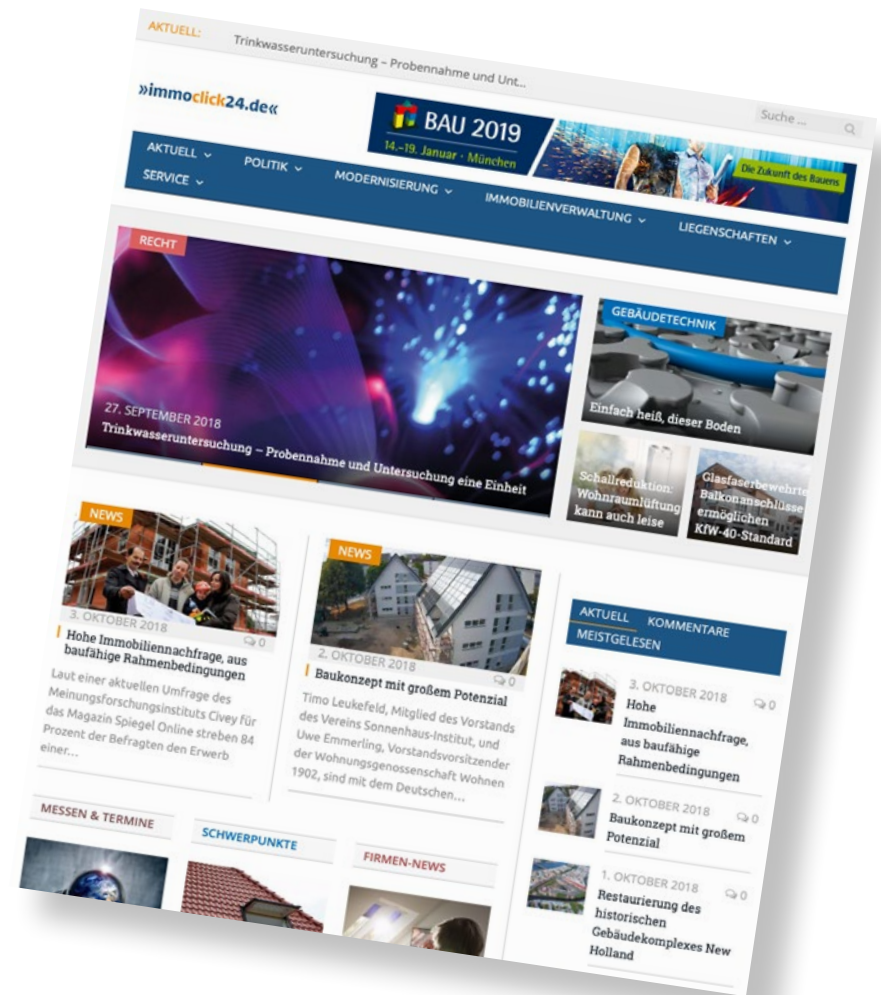 AKTUELL:
Trinkwasseruntersuchung – Probennahme und Unt...
Suche ...
»immoclick24.de«
BAU 2019
14.–19. Januar · München
Die Zukunft des Bauens
AKTUELL
POLITIK
MODERNISIERUNG
IMMOBILIENVERWALTUNG
LIEGENSCHAFTEN
SERVICE
RECHT
27. SEPTEMBER 2018
Trinkwasseruntersuchung – Probennahme und Untersuchung eine Einheit
GEBÄUDETECHNIK
Einfach heiß, dieser Boden
Schallreduktion:
Wohnraumlüftung
kann auch leise
Glasfaserbewehrte
Balkonanschlüsse
ermöglichen
KfW-40-Standard
NEWS
3. OKTOBER 2018
0
Hohe Immobiliennachfrage, aus
baufähige Rahmenbedingungen
Laut einer aktuellen Umfrage des
Meinungsforschungsinstituts Civey für
das Magazin Spiegel Online streben 84
Prozent der Befragten den Erwerb
einer...
NEWS
2. OKTOBER 2018
0
Baukonzept mit großem Potenzial
Timo Leukefeld, Mitglied des Vorstands
des Vereins Sonnenhaus-Institut, und
Uwe Emmerling, Vorstandsvorsitzender
der Wohnungsgenossenschaft Wohnen
1902, sind mit dem Deutschen...
AKTUELL
KOMMENTARE
MEISTGELESEN
3. OKTOBER 2018
0
Hohe
Immobiliennachfrage,
aus baufähige
Rahmenbedingungen
2. OKTOBER 2018
0
Baukonzept mit großem
Potenzial
1. OKTOBER 2018
0
Restaurierung des
historischen
Gebäudekomplexes New
Holland
MESSEN & TERMINE
SCHWERPUNKTE
FIRMEN-NEWS